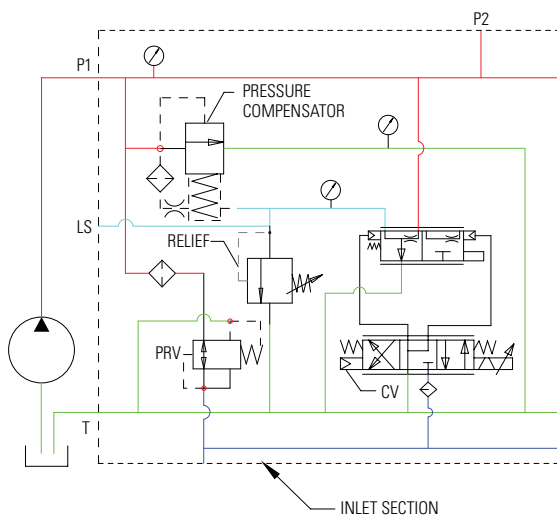 P2
P1
PRESSURE
COMPENSATOR
LS
RELIEF
PRV
CV
T
INLET SECTION